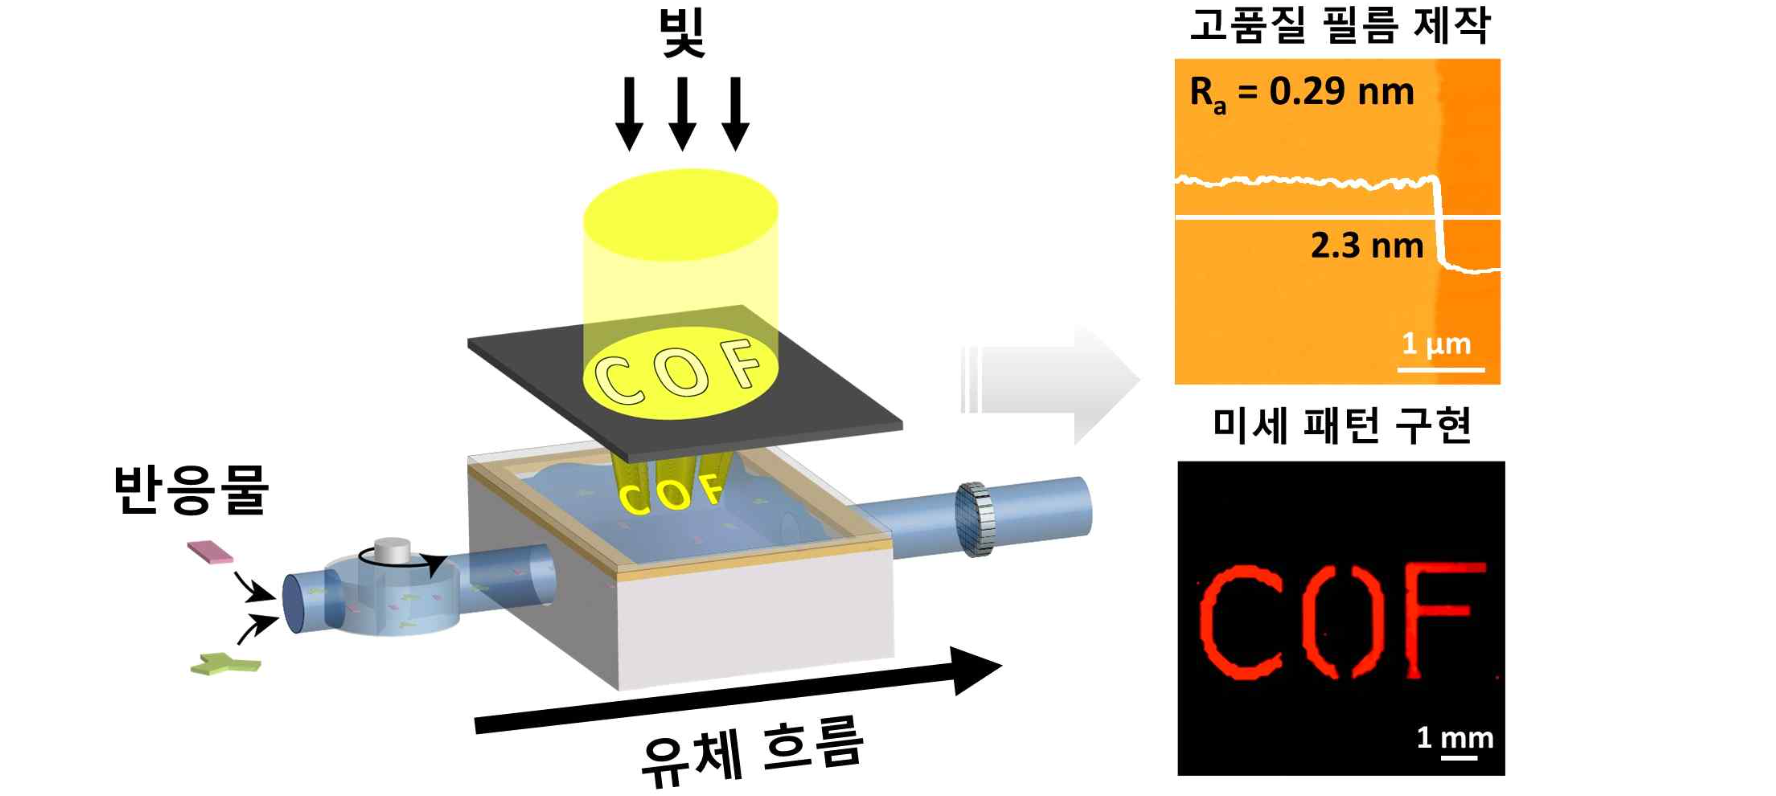 빛
COF
COF
반응물
유체 흐름
고품질 필름 제작
Rₐ = 0.29 nm
2.3 nm
1 μm
미세 패턴 구현
COF
1 mm